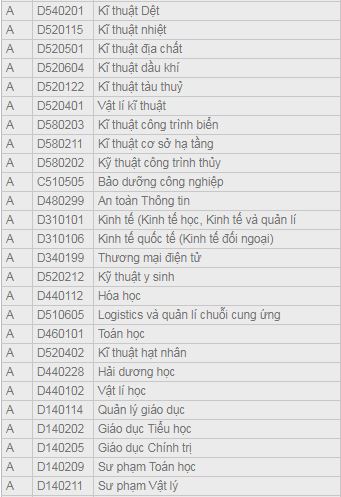 A D540201 Kĩ thuật Dệt
A D520115 Kĩ thuật nhiệt
A D520501 Kĩ thuật địa chất
A D520604 Kĩ thuật dầu khí
A D520122 Kĩ thuật tàu thuỷ
A D520401 Vật lí kĩ thuật
A D580203 Kĩ thuật công trình biển
A D580211 Kĩ thuật cơ sở hạ tầng
A D580202 Kỹ thuật công trình thủy
A C510505 Bảo dưỡng công nghiệp
A D480299 An toàn Thông tin
A D310101 Kinh tế (Kinh tế học, Kinh tế và quản lí
A D310106 Kinh tế quốc tế (Kinh tế đối ngoại)
A D340199 Thương mại điện tử
A D520212 Kỹ thuật y sinh
A D440112 Hóa học
A D510605 Logistics và quản lí chuỗi cung ứng
A D460101 Toán học
A D520402 Kĩ thuật hạt nhân
A D440228 Hải dương học
A D440102 Vật lí học
A D140114 Quản lý giáo dục
A D140202 Giáo dục Tiểu học
A D140205 Giáo dục Chính trị
A D140209 Sư phạm Toán học
A D140211 Sư phạm Vật lý